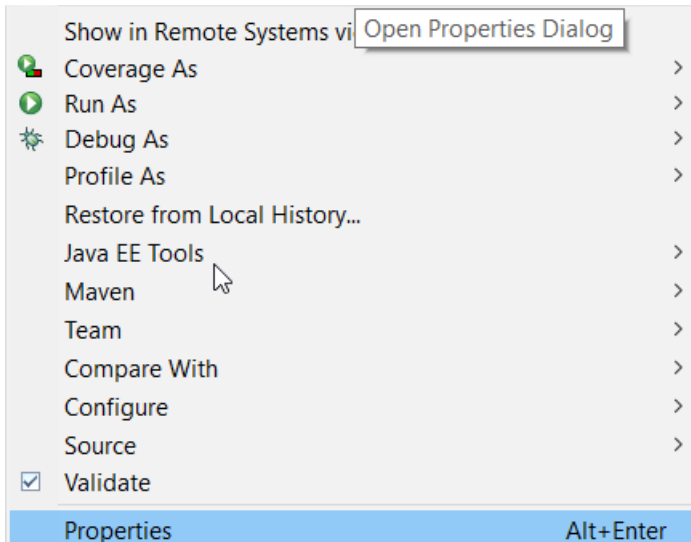 Show in Remote Systems vi
Open Properties Dialog
Coverage As
Run As
Debug As
Profile As
Restore from Local History...
Java EE Tools
Maven
Team
Compare With
Configure
Source
Validate
Properties Alt+Enter